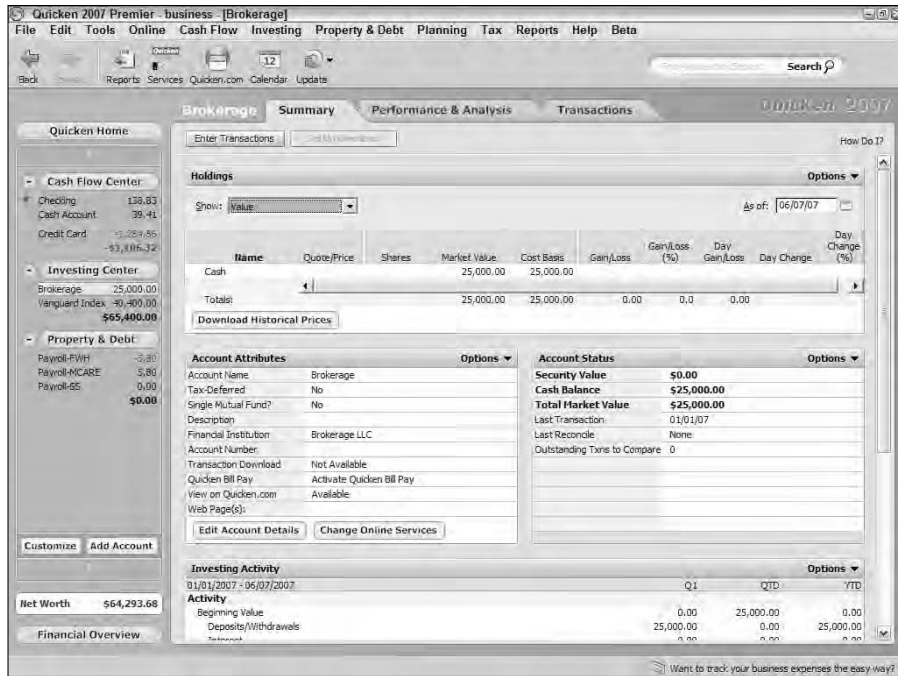 Quicken 2007 Premier - business - [Brokerage]
File Edit Tools Online Cash Flow Investing Property & Debt Planning Tax Reports Help Beta
Quicken
12
Back Reports Services Quicken.com Calendar Update
Search
Brokerage Summary Performance & Analysis Transactions Quicken 2007
Quicken Home
Enter Transactions
How Do I?
Cash Flow Center
Checking 138.83
Cash Account 39.41
Credit Card
Investing Center
Brokerage 25,000.00
Vanguard Index 40,400.00
$65,400.00
Property & Debt
Payroll-FWH
Payroll-MCARE 5.80
Payroll-SS 0.00
$0.00
Customize Add Account
Net Worth $64,293.68
Financial Overview
Holdings Options
Show: Value As of: 06/07/07
Name Quote/Price Shares Market Value Cost Basis Gain/Loss Gain/Loss (%) Day Gain/Loss Day Change Day Change (%)
Cash 25,000.00 25,000.00
Totals: 25,000.00 25,000.00 0.00 0.0 0.00
Download Historical Prices
Account Attributes Options
Account Name Brokerage
Tax-Deferred No
Single Mutual Fund? No
Description
Financial Institution Brokerage LLC
Account Number
Transaction Download Not Available
Quicken Bill Pay Activate Quicken Bill Pay
View on Quicken.com Available
Web Page(s):
Edit Account Details Change Online Services
Account Status Options
Security Value $0.00
Cash Balance $25,000.00
Total Market Value $25,000.00
Last Transaction 01/01/07
Last Reconcile None
Outstanding Txns to Compare 0
Investing Activity Options
01/01/2007 - 06/07/2007 Q1 QTD YTD
Activity
Beginning Value 0.00 25,000.00 0.00
Deposits/Withdrawals 25,000.00 0.00 25,000.00
Want to track your business expenses the easy way?